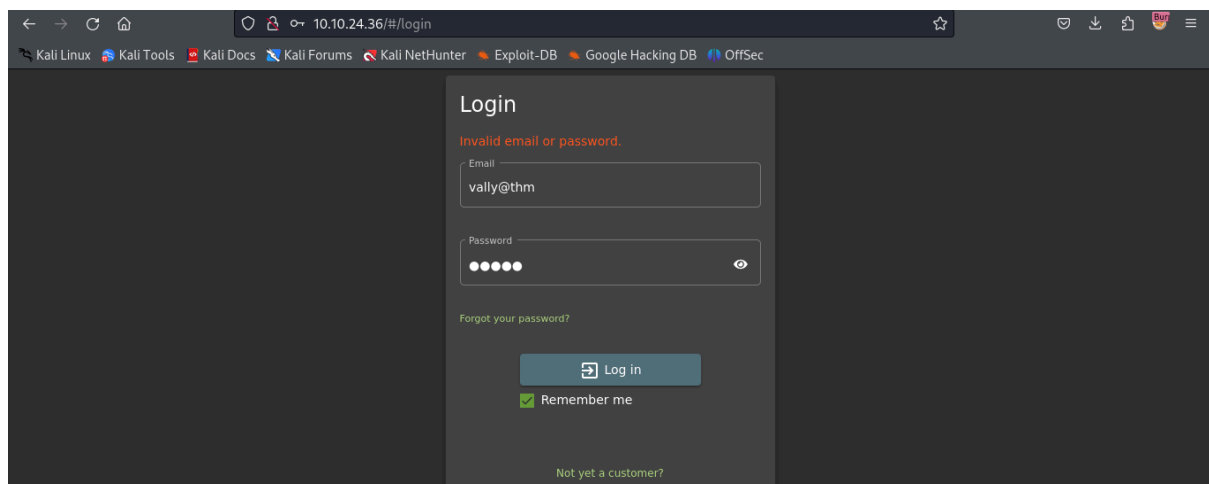 10.10.24.36/#/login
Bur
Kali Linux Kali Tools Kali Docs Kali Forums Kali NetHunter Exploit-DB Google Hacking DB OffSec
Login
Invalid email or password.
Email
vally@thm
Password
Forgot your password?
Log in
Remember me
Not yet a customer?